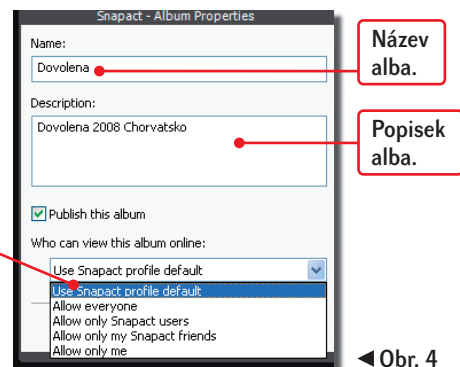 Snapact - Album Properties
Name:
Dovolena
Název
alba.
Description:
Dovolena 2008 Chorvatsko
Popisek
alba.
Publish this album
Who can view this album online:
Use Snapact profile default
Use Snapact profile default
Allow everyone
Allow only Snapact users
Allow only my Snapact friends
Allow only me
◄ Obr. 4